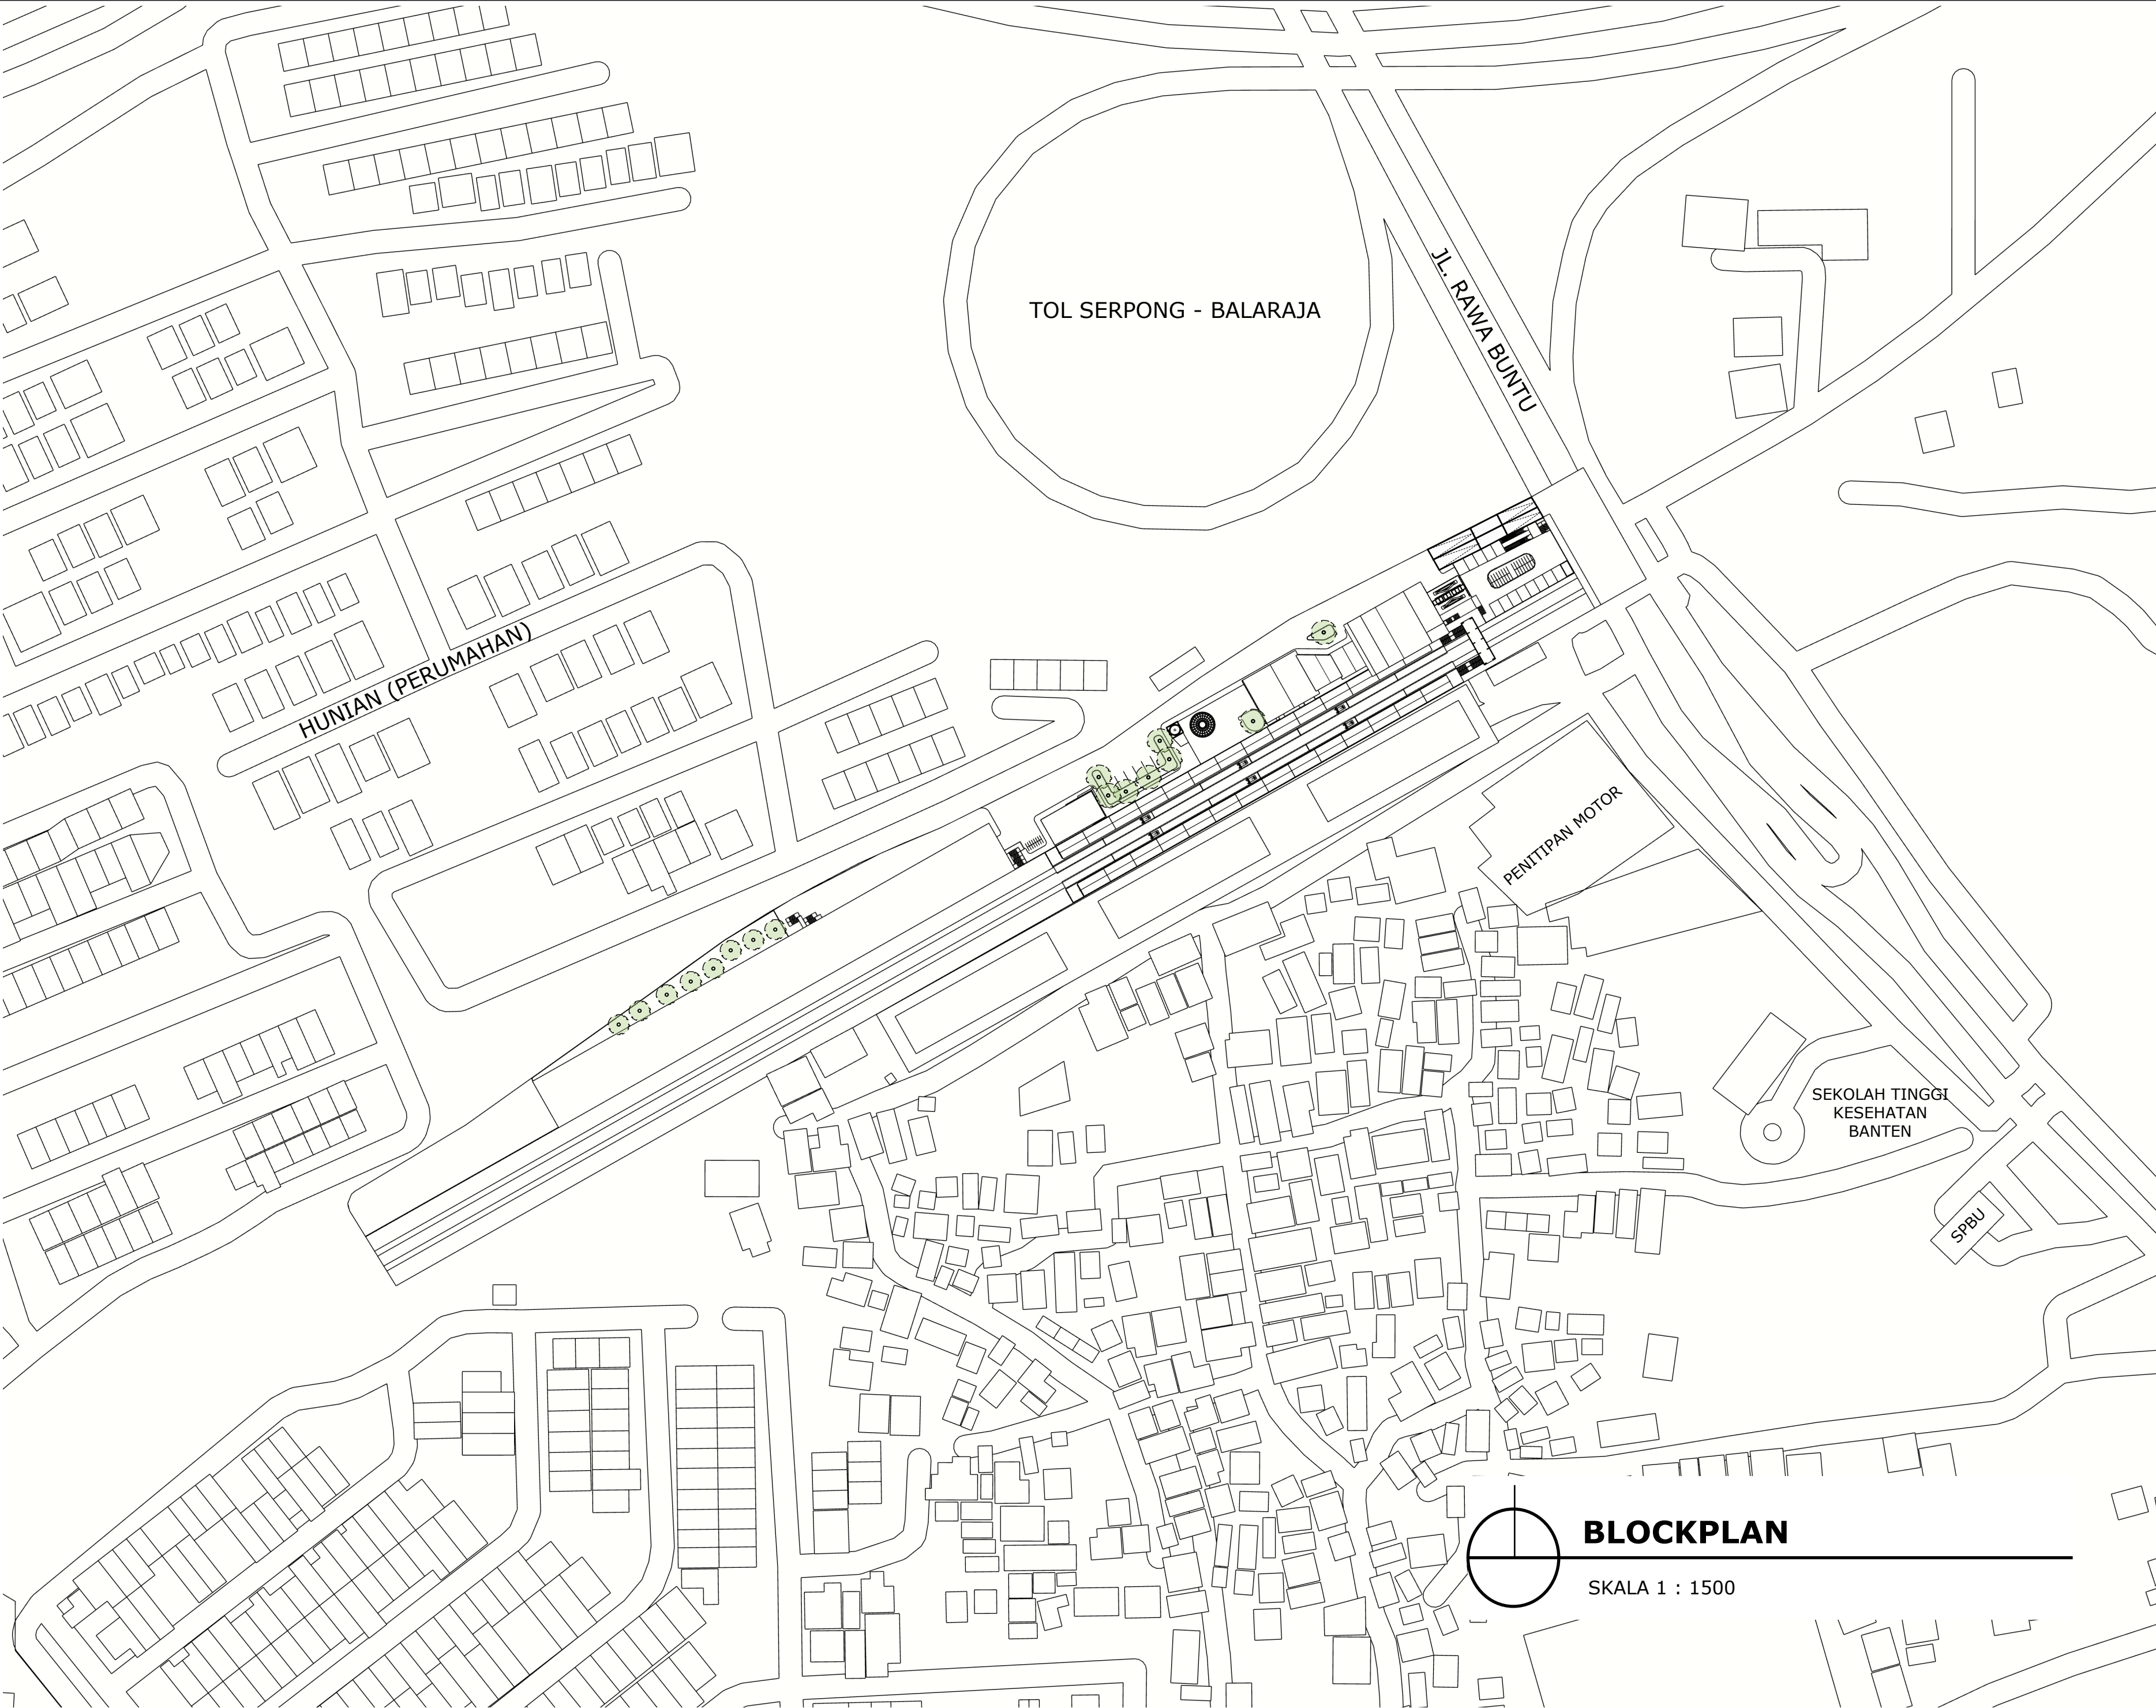 TOL SERPONG - BALARAJA
JL. RAWA BUNTU
HUNIAN (PERUMAHAN)
PENITIPAN MOTOR
SEKOLAH TINGGI
KESEHATAN
BANTEN
SPBU
BLOCKPLAN
SKALA 1 : 1500